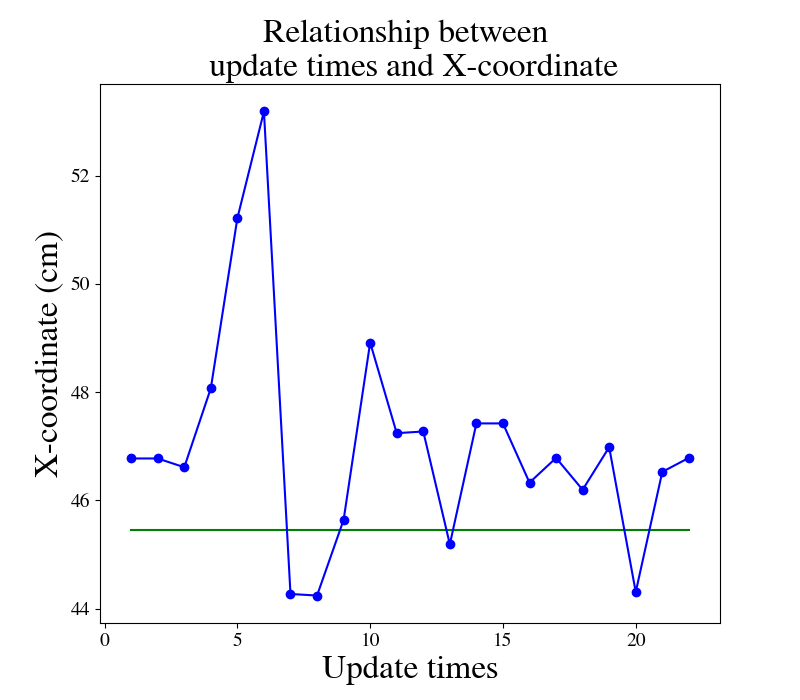 Relationship between
update times and X-coordinate
X-coordinate (cm)
52
50
48
46
44
0 5 10 15 20
Update times